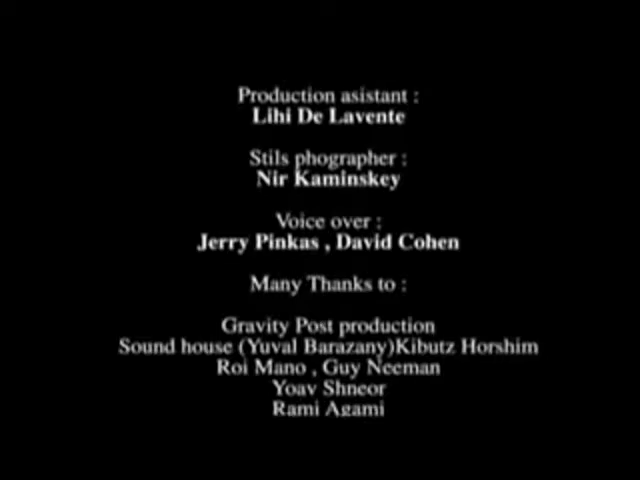 Production asistant :
Lihi De Lavente
Stils phographer :
Nir Kaminskey
Voice over :
Jerry Pinkas , David Cohen
Many Thanks to :
Gravity Post production
Sound house (Yuval Barazany)Kibutz Horshim
Roi Mano , Guy Neeman
Yoav Shneor
Rami Agami